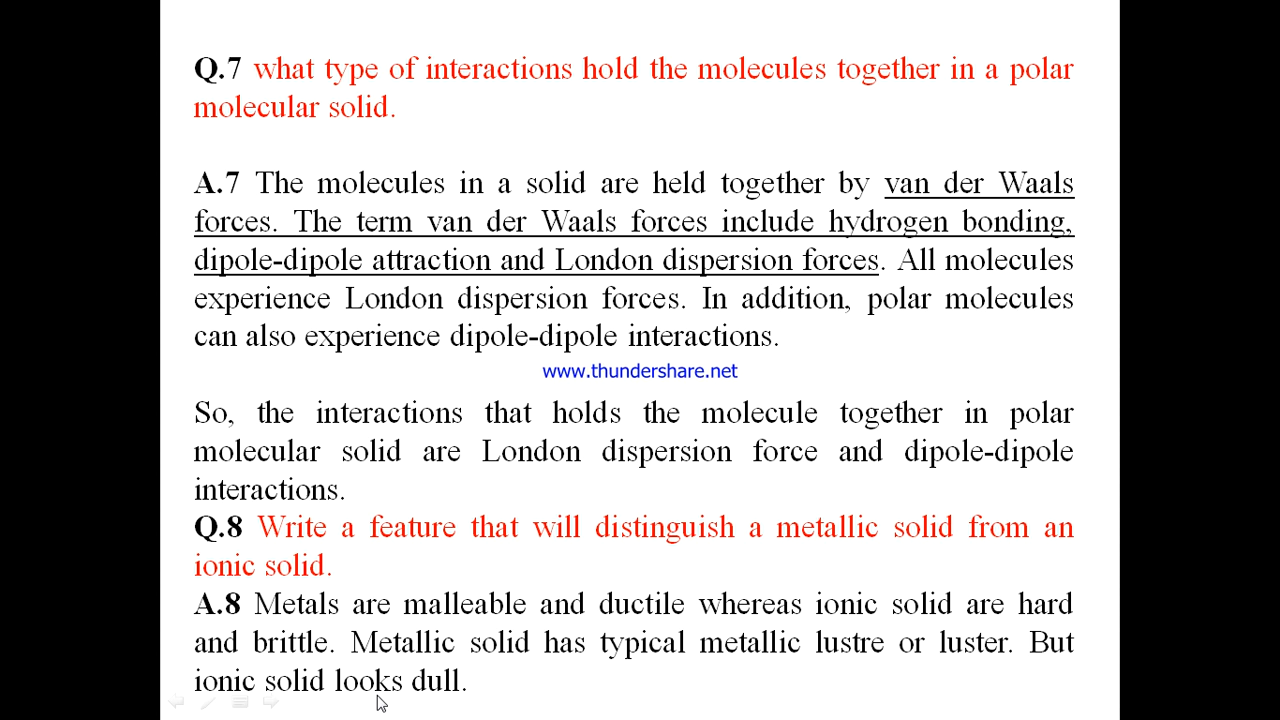 Q.7 what type of interactions hold the molecules together in a polar
molecular solid.
A.7 The molecules in a solid are held together by van der Waals
forces. The term van der Waals forces include hydrogen bonding,
dipole-dipole attraction and London dispersion forces. All molecules
experience London dispersion forces. In addition, polar molecules
can also experience dipole-dipole interactions.
www.thundershare.net
So, the interactions that holds the molecule together in polar
molecular solid are London dispersion force and dipole-dipole
interactions.
Q.8 Write a feature that will distinguish a metallic solid from an
ionic solid.
A.8 Metals are malleable and ductile whereas ionic solid are hard
and brittle. Metallic solid has typical metallic lustre or luster. But
ionic solid looks dull.